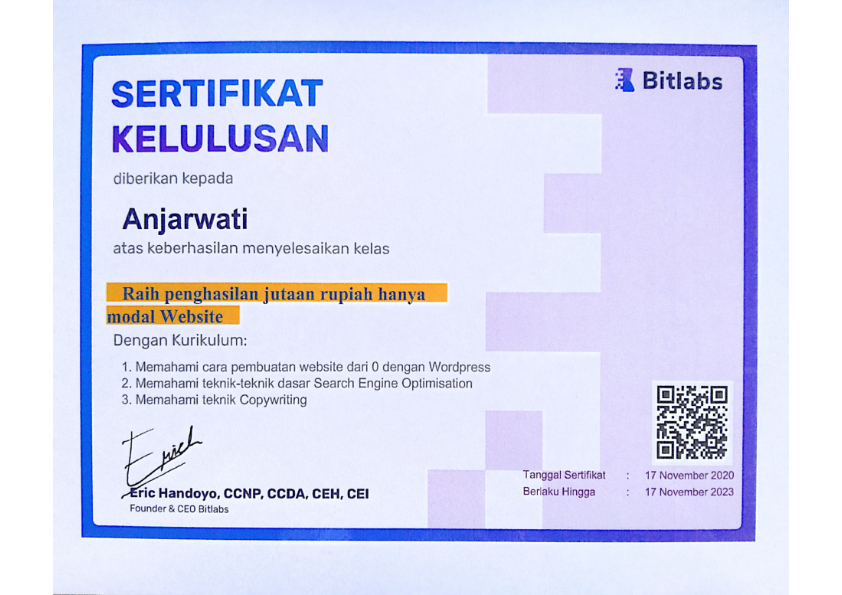 Bitlabs
SERTIFIKAT
KELULUSAN
diberikan kepada
Anjarwati
atas keberhasilan menyelesaikan kelas
Raih penghasilan jutaan rupiah hanya
modal Website
Dengan Kurikulum:
1. Memahami cara pembuatan website dari 0 dengan Wordpress
2. Memahami teknik-teknik dasar Search Engine Optimisation
3. Memahami teknik Copywriting
Erich
Eric Handoyo, CCNP, CCDA, CEH, CEI
Founder & CEO Bitlabs
Tanggal Sertifikat : 17 November 2020
Berlaku Hingga : 17 November 2023